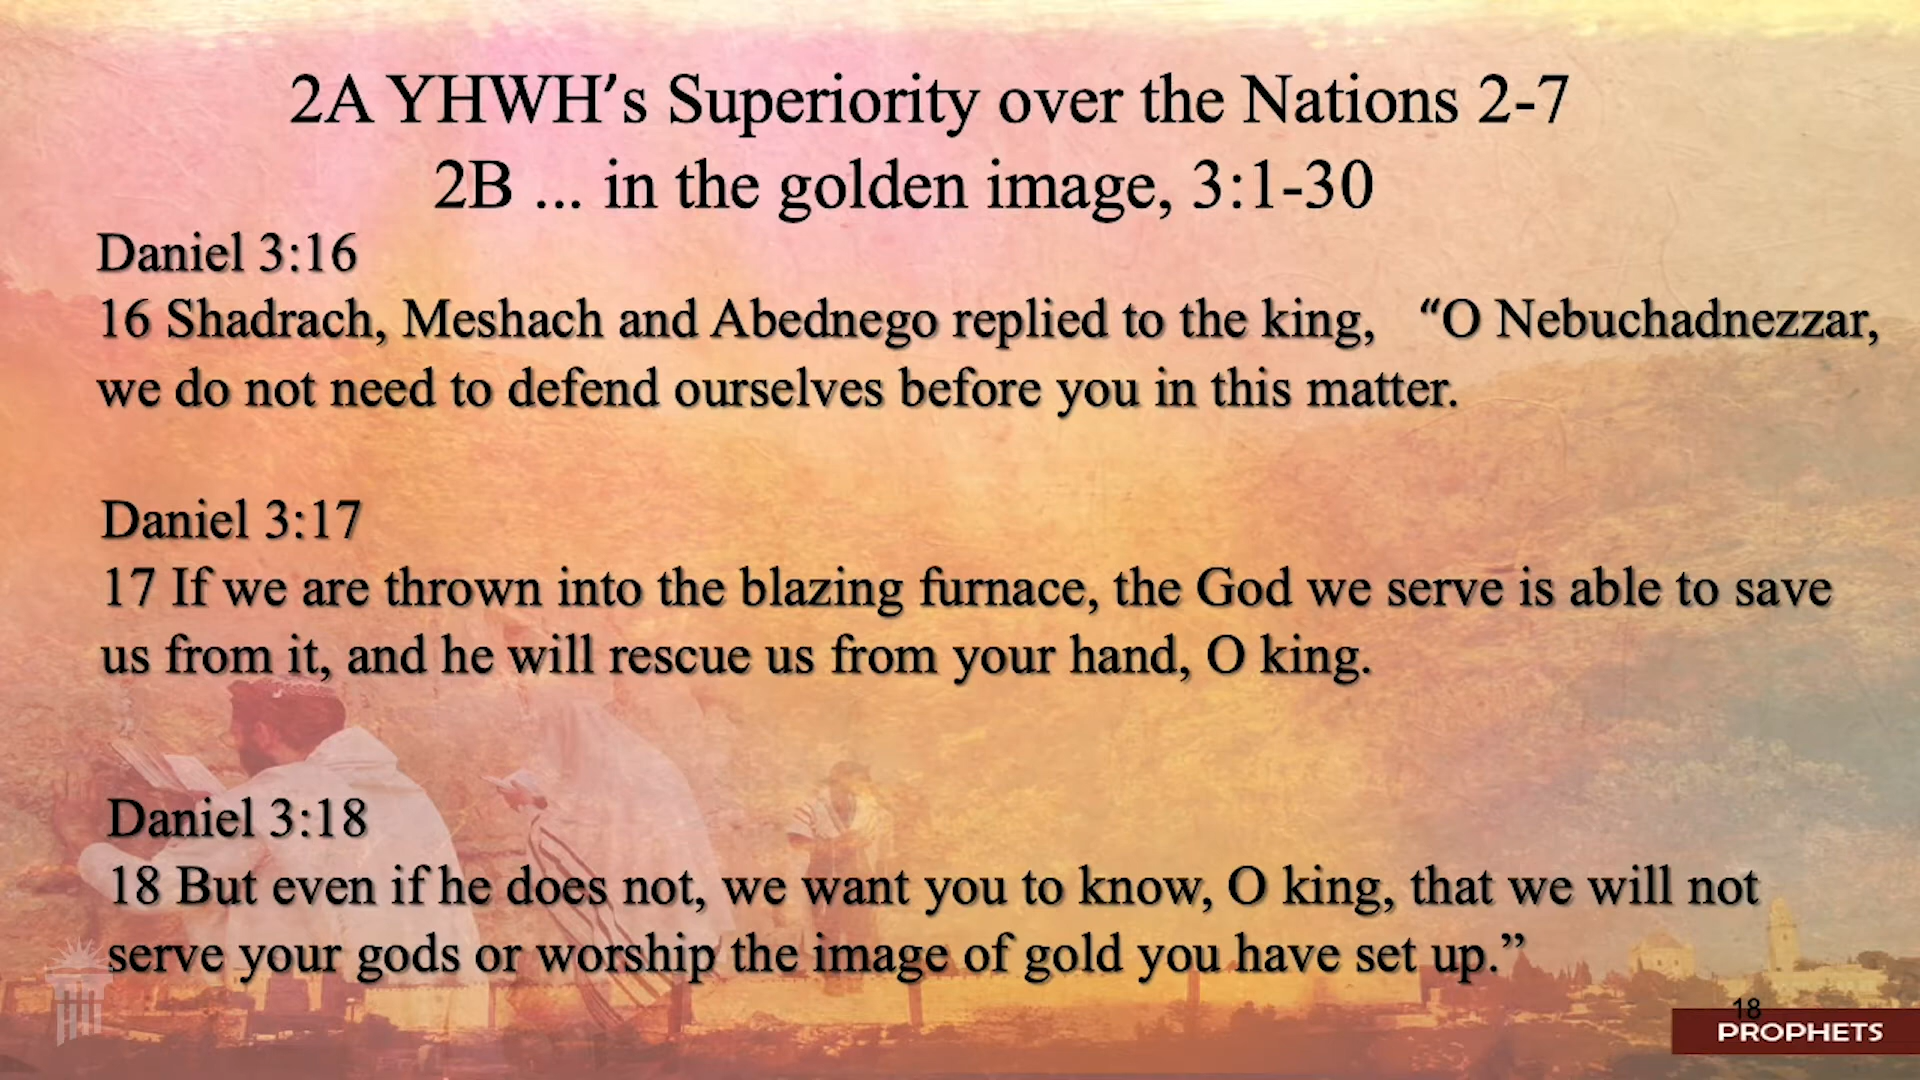 2A YHWH’s Superiority over the Nations 2-7
2B ... in the golden image, 3:1-30
Daniel 3:16
16 Shadrach, Meshach and Abednego replied to the king, “O Nebuchadnezzar,
we do not need to defend ourselves before you in this matter.
Daniel 3:17
17 If we are thrown into the blazing furnace, the God we serve is able to save
us from it, and he will rescue us from your hand, O king.
Daniel 3:18
18 But even if he does not, we want you to know, O king, that we will not
serve your gods or worship the image of gold you have set up.”
18
PROPHETS